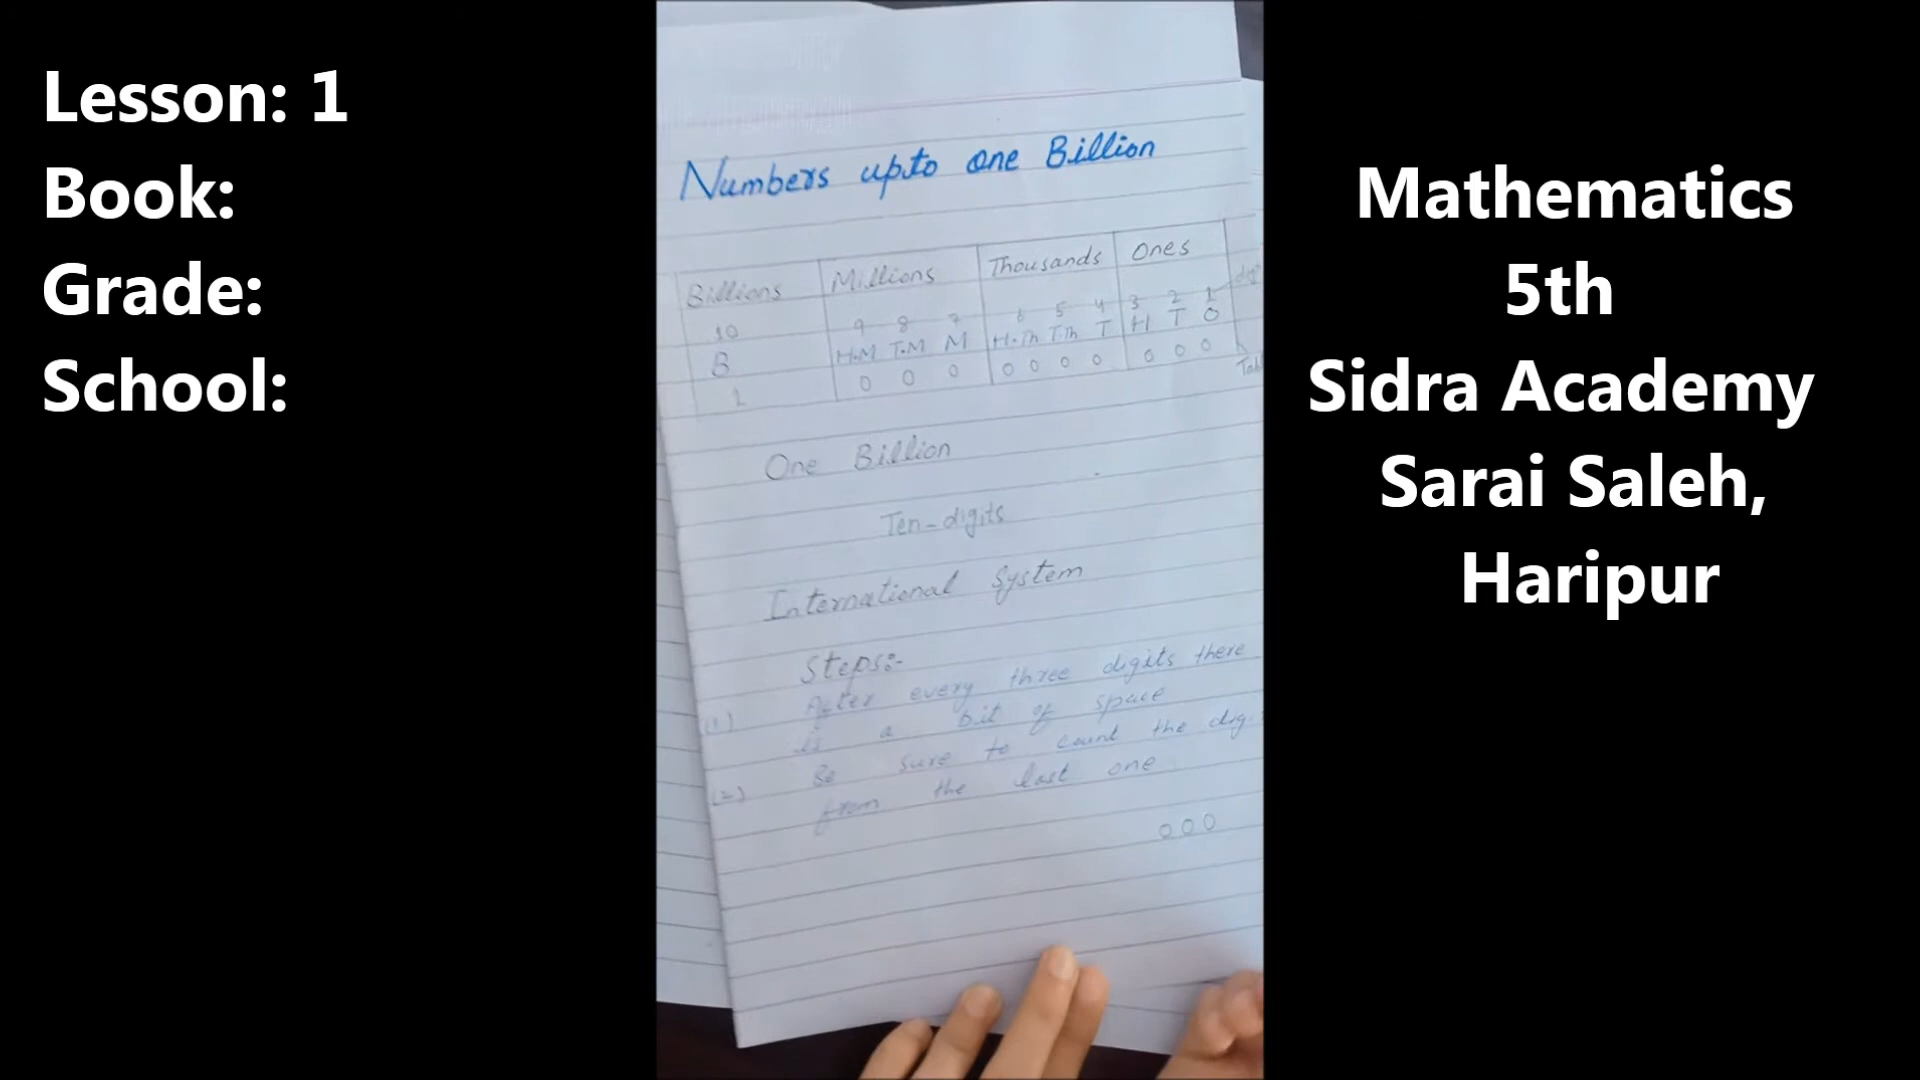 Lesson: 1
Book:
Grade:
School:
Numbers upto one Billion
Billions Millions Thousands Ones
10 9 8 7 6 5 4 3 2 1
B H.M T.M M H.Th T.Th T H T O
1 0 0 0 0 0 0 0 0 0 0
One Billion
Ten-digits
International System
Steps:-
(1) After every three digits there
is a bit of space
(2) Be sure to count the dig
from the last one
000
Mathematics
5th
Sidra Academy
Sarai Saleh,
Haripur